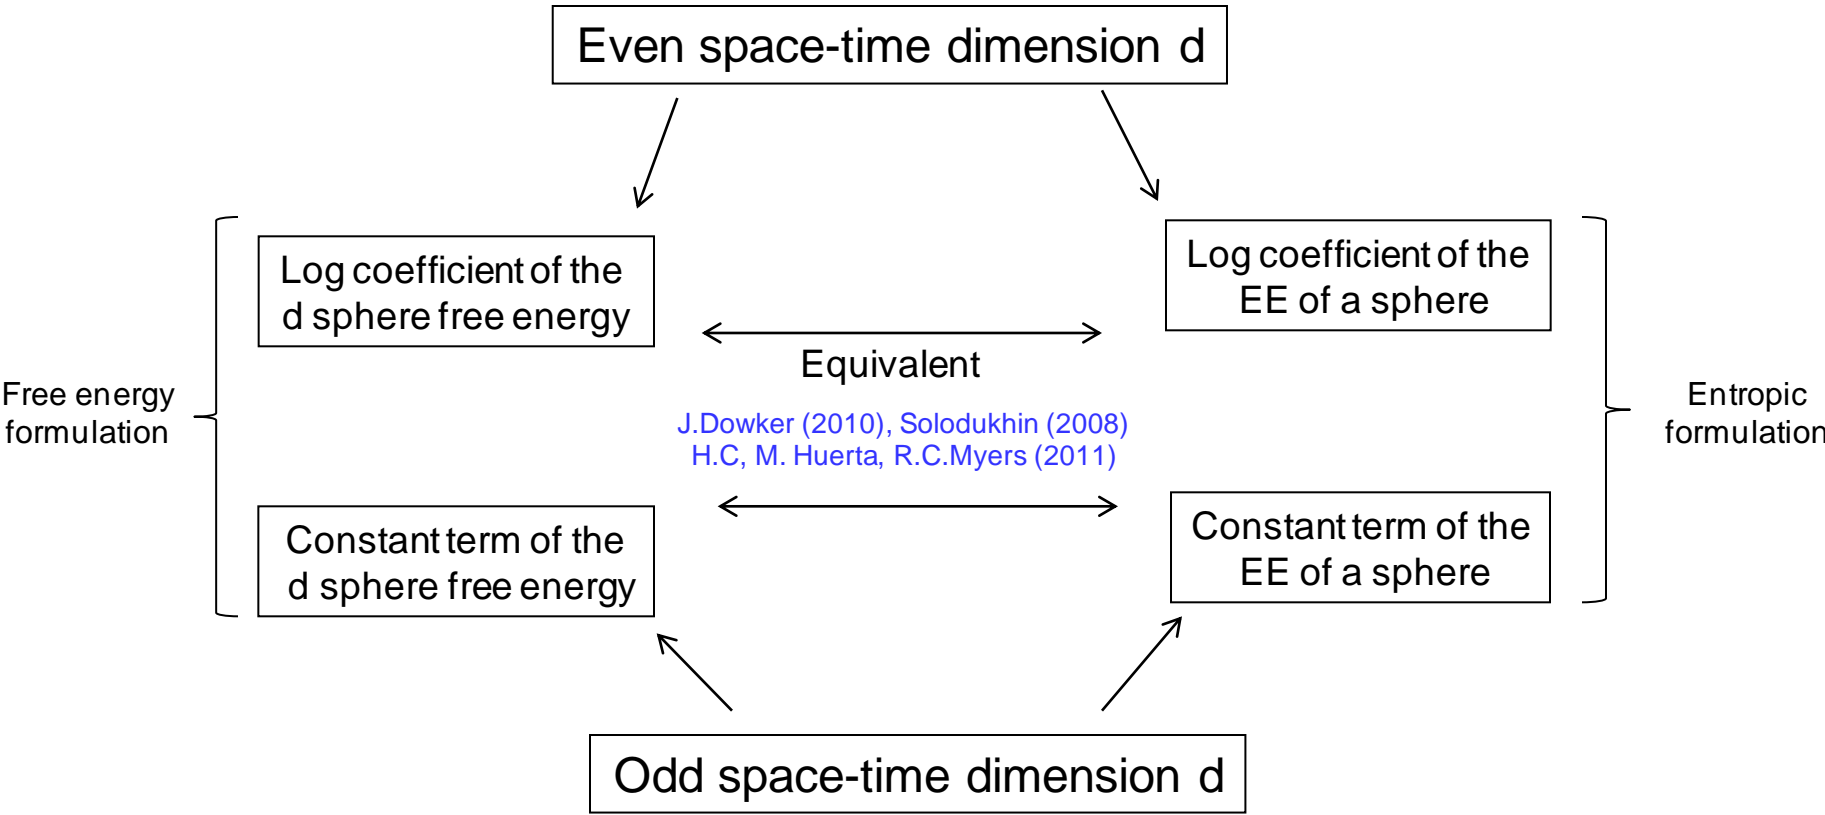 Even space-time dimension d
Log coefficient of the
d sphere free energy
Log coefficient of the
EE of a sphere
Equivalent
Free energy
formulation
J.Dowker (2010), Solodukhin (2008)
H.C, M. Huerta, R.C.Myers (2011)
Entropic
formulation
Constant term of the
d sphere free energy
Constant term of the
EE of a sphere
Odd space-time dimension d